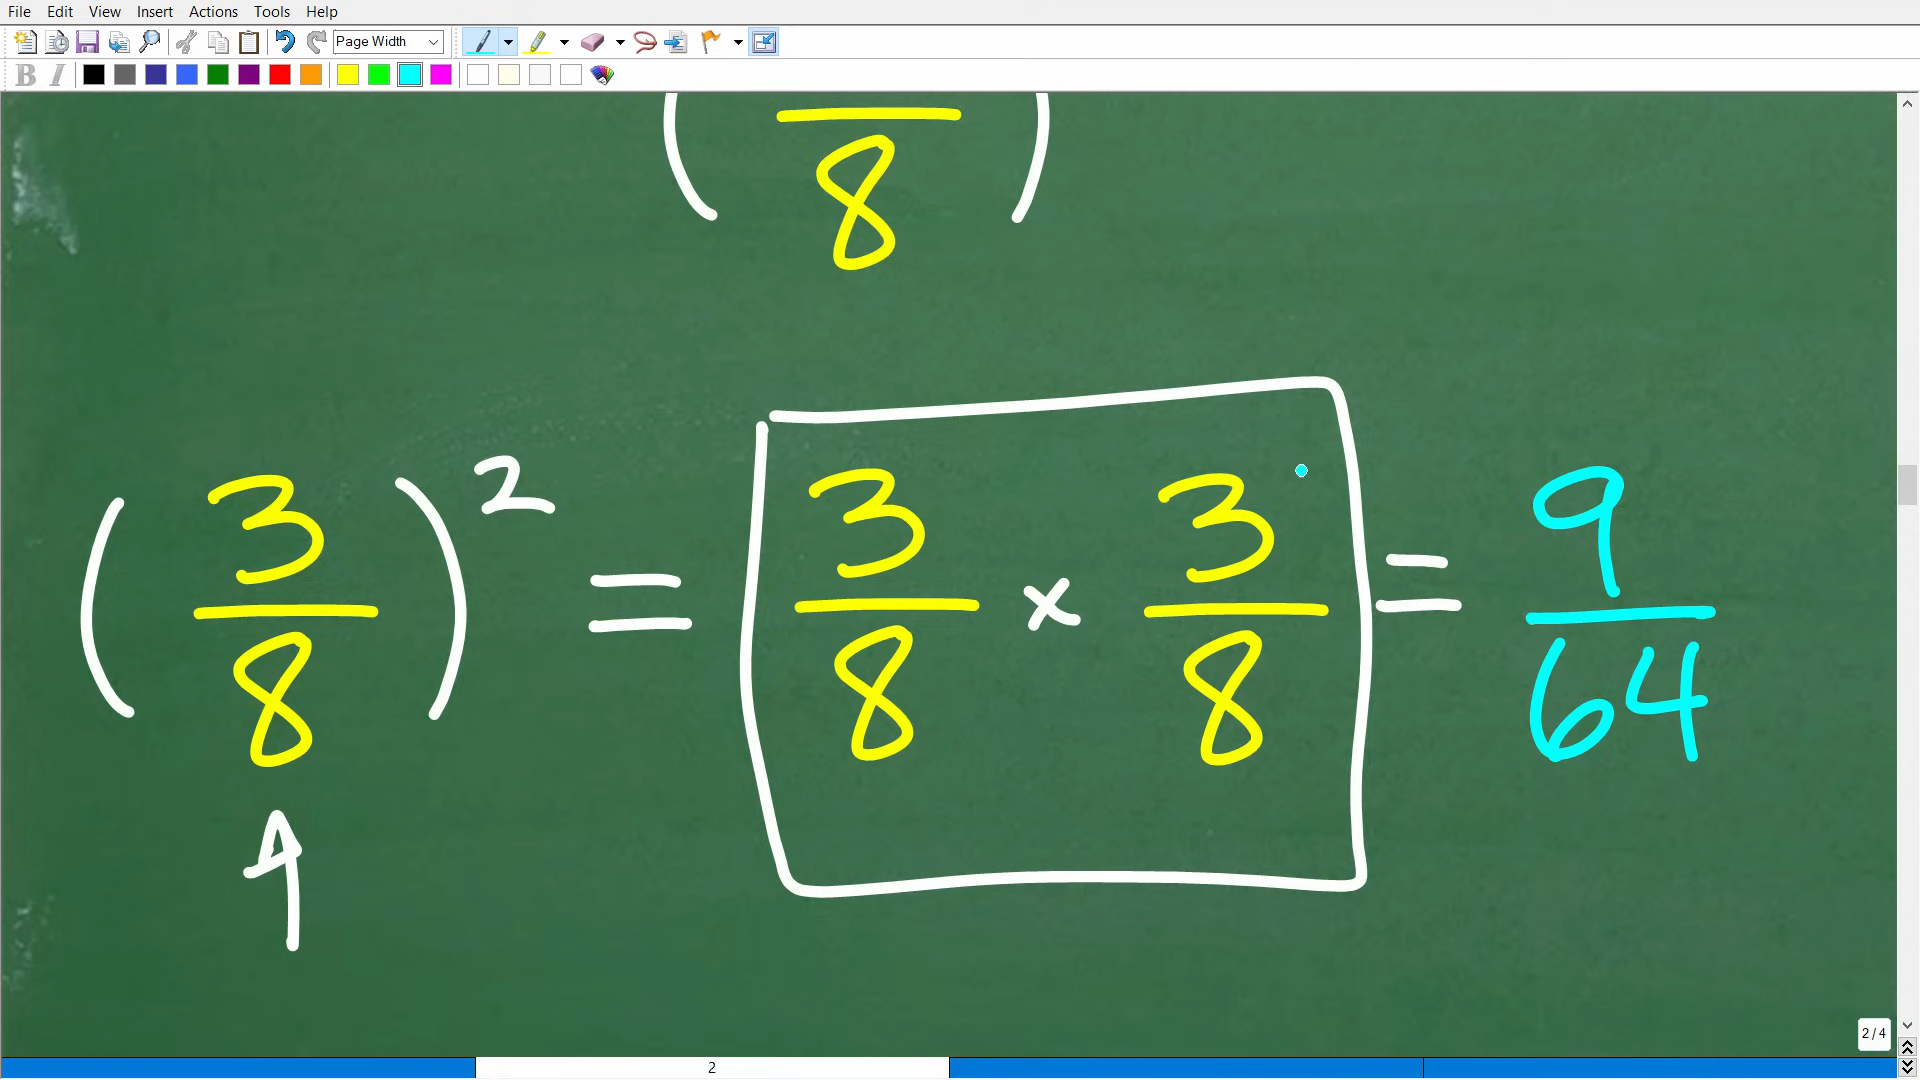 File Edit View Insert Actions Tools Help
Page Width
B I
( /8 )
(3/8)² = 3/8 × 3/8 = 9/64
2/4
2